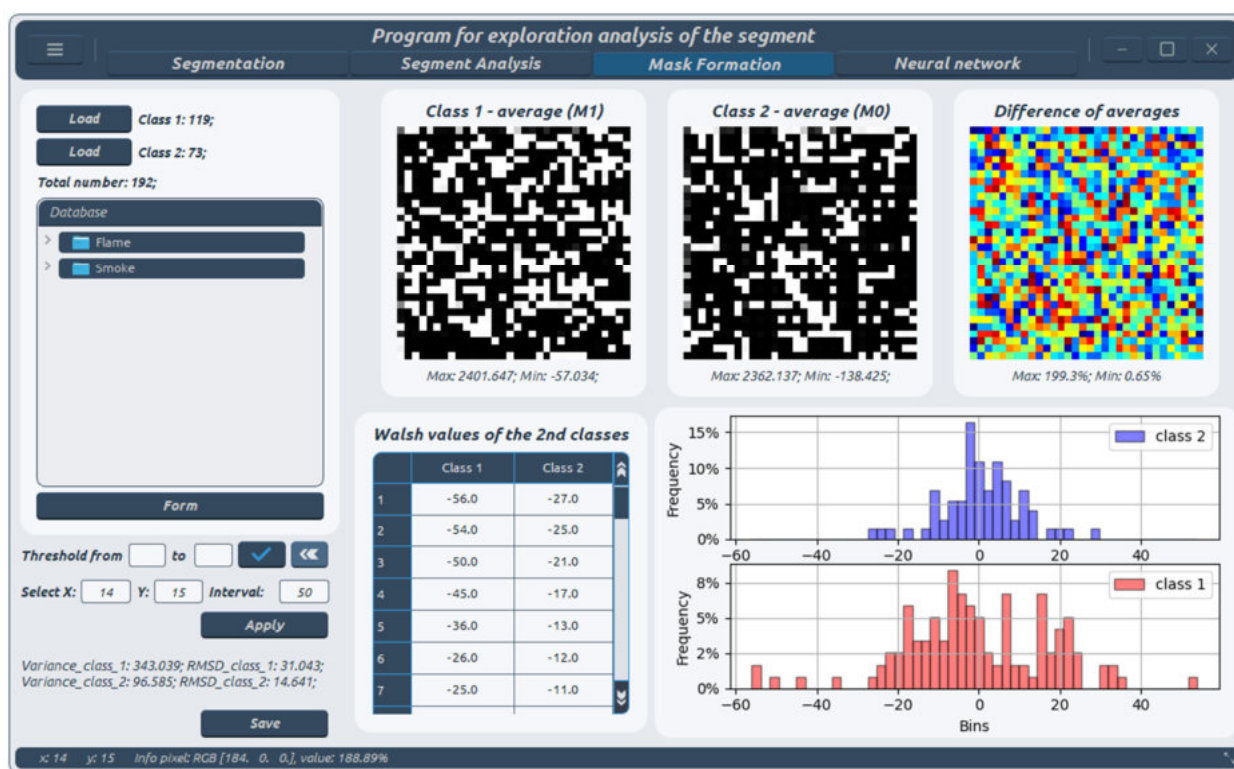 Program for exploration analysis of the segment
Segmentation
Segment Analysis
Mask Formation
Neural network
Load
Class 1: 119;
Load
Class 2: 73;
Total number: 192;
Database
Flame
Smoke
Form
Threshold from
to
Select X: 14 Y: 15 Interval: 50
Apply
Variance_class_1: 343.039; RMSD_class_1: 31.043;
Variance_class_2: 96.585; RMSD_class_2: 14.641;
Save
Class 1 - average (M1)
Max: 2401.647; Min: -57.034;
Class 2 - average (M0)
Max: 2362.137; Min: -138.425;
Difference of averages
Max: 199.3%; Min: 0.65%
Walsh values of the 2nd classes
Class 1 Class 2
1 -56.0 -27.0
2 -54.0 -25.0
3 -50.0 -21.0
4 -45.0 -17.0
5 -36.0 -13.0
6 -26.0 -12.0
7 -25.0 -11.0
class 2
Frequency
15%
10%
5%
0%
-60 -40 -20 0 20 40
class 1
Frequency
8%
5%
2%
0%
-60 -40 -20 0 20 40
Bins
x: 14 y: 15 Info pixel: RGB [184. 0. 0.], value: 188.89%